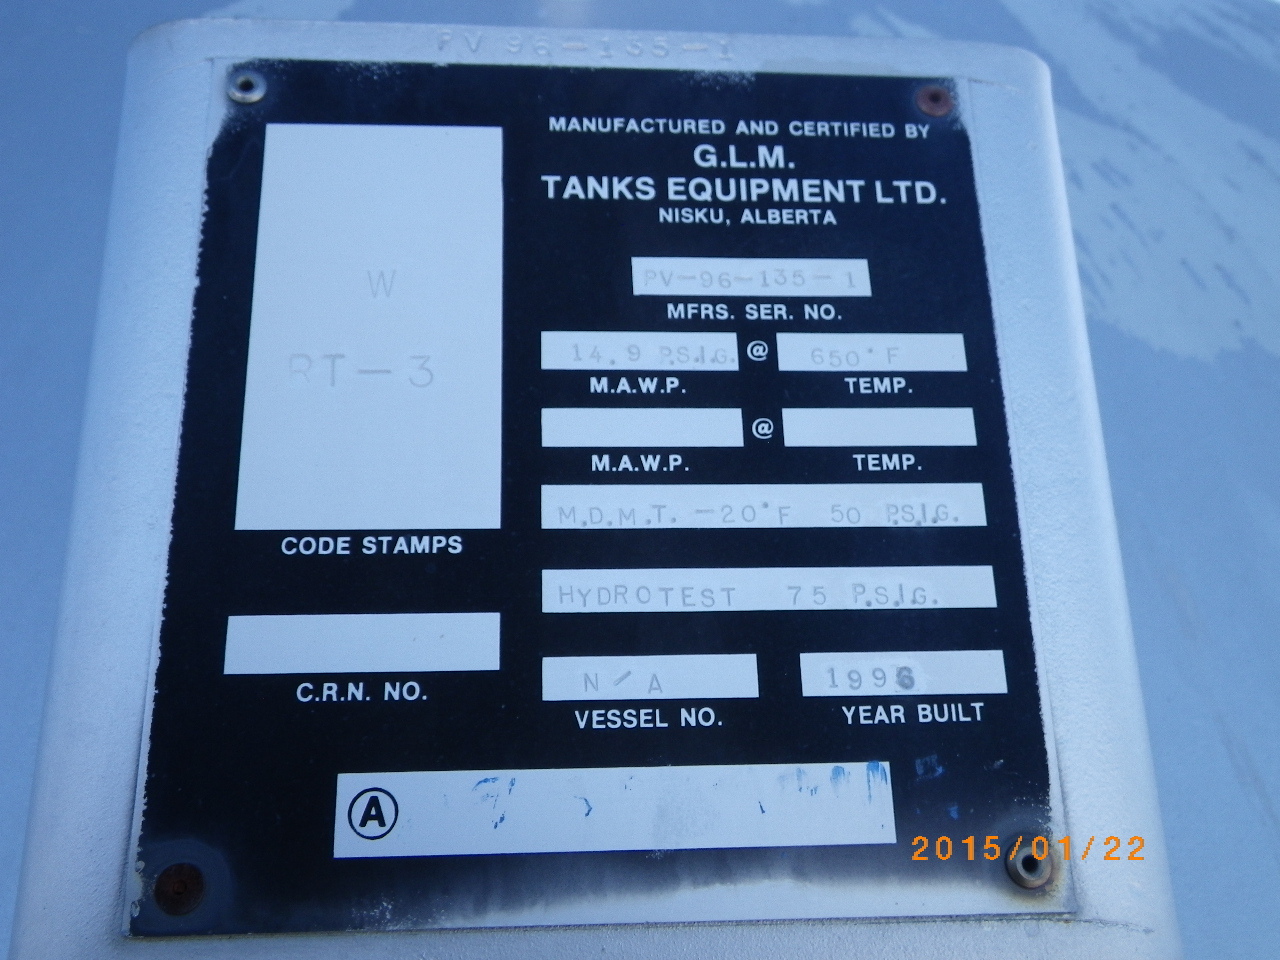 PV 96-135-1
MANUFACTURED AND CERTIFIED BY
G.L.M.
TANKS EQUIPMENT LTD.
NISKU, ALBERTA
PV-96-135-1
MFRS. SER. NO.
14.9 P.S.I.G. @ 650°F
M.A.W.P. TEMP.
@
M.A.W.P. TEMP.
M.D.M.T. -20°F 50 P.S.I.G.
HYDROTEST 75 P.S.I.G.
N/A 1996
VESSEL NO. YEAR BUILT
W
RT-3
CODE STAMPS
C.R.N. NO.
A
2015/01/22